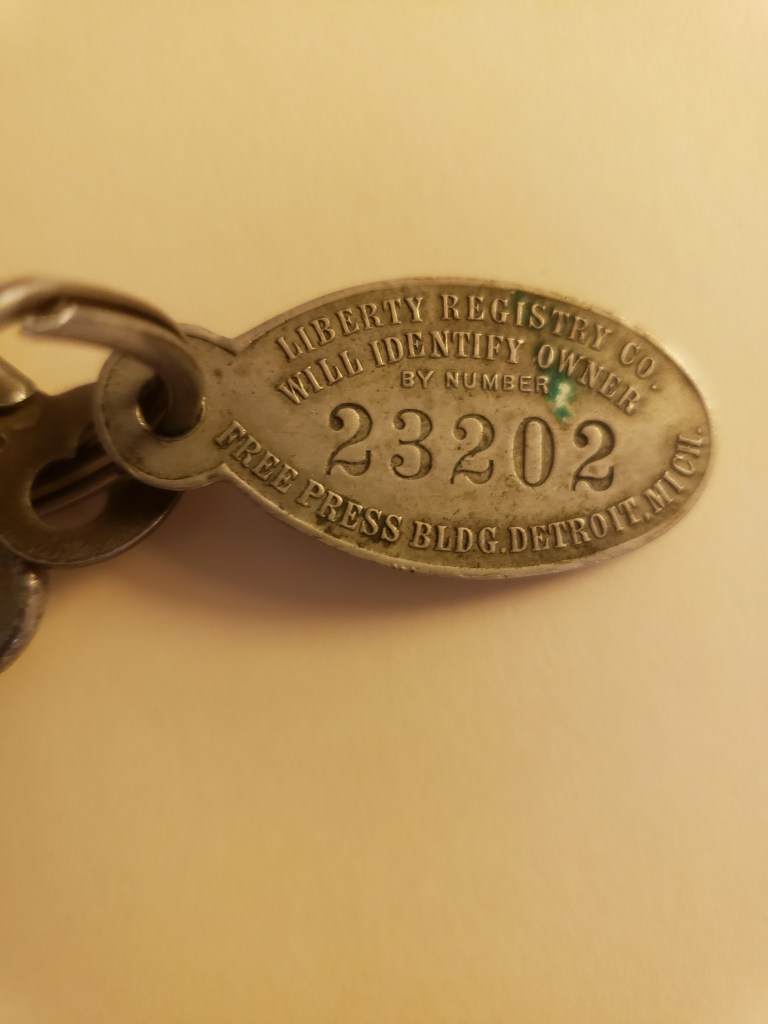 LIBERTY REGISTRY CO.
WILL IDENTIFY OWNER
BY NUMBER
23202
FREE PRESS BLDG. DETROIT, MICH.